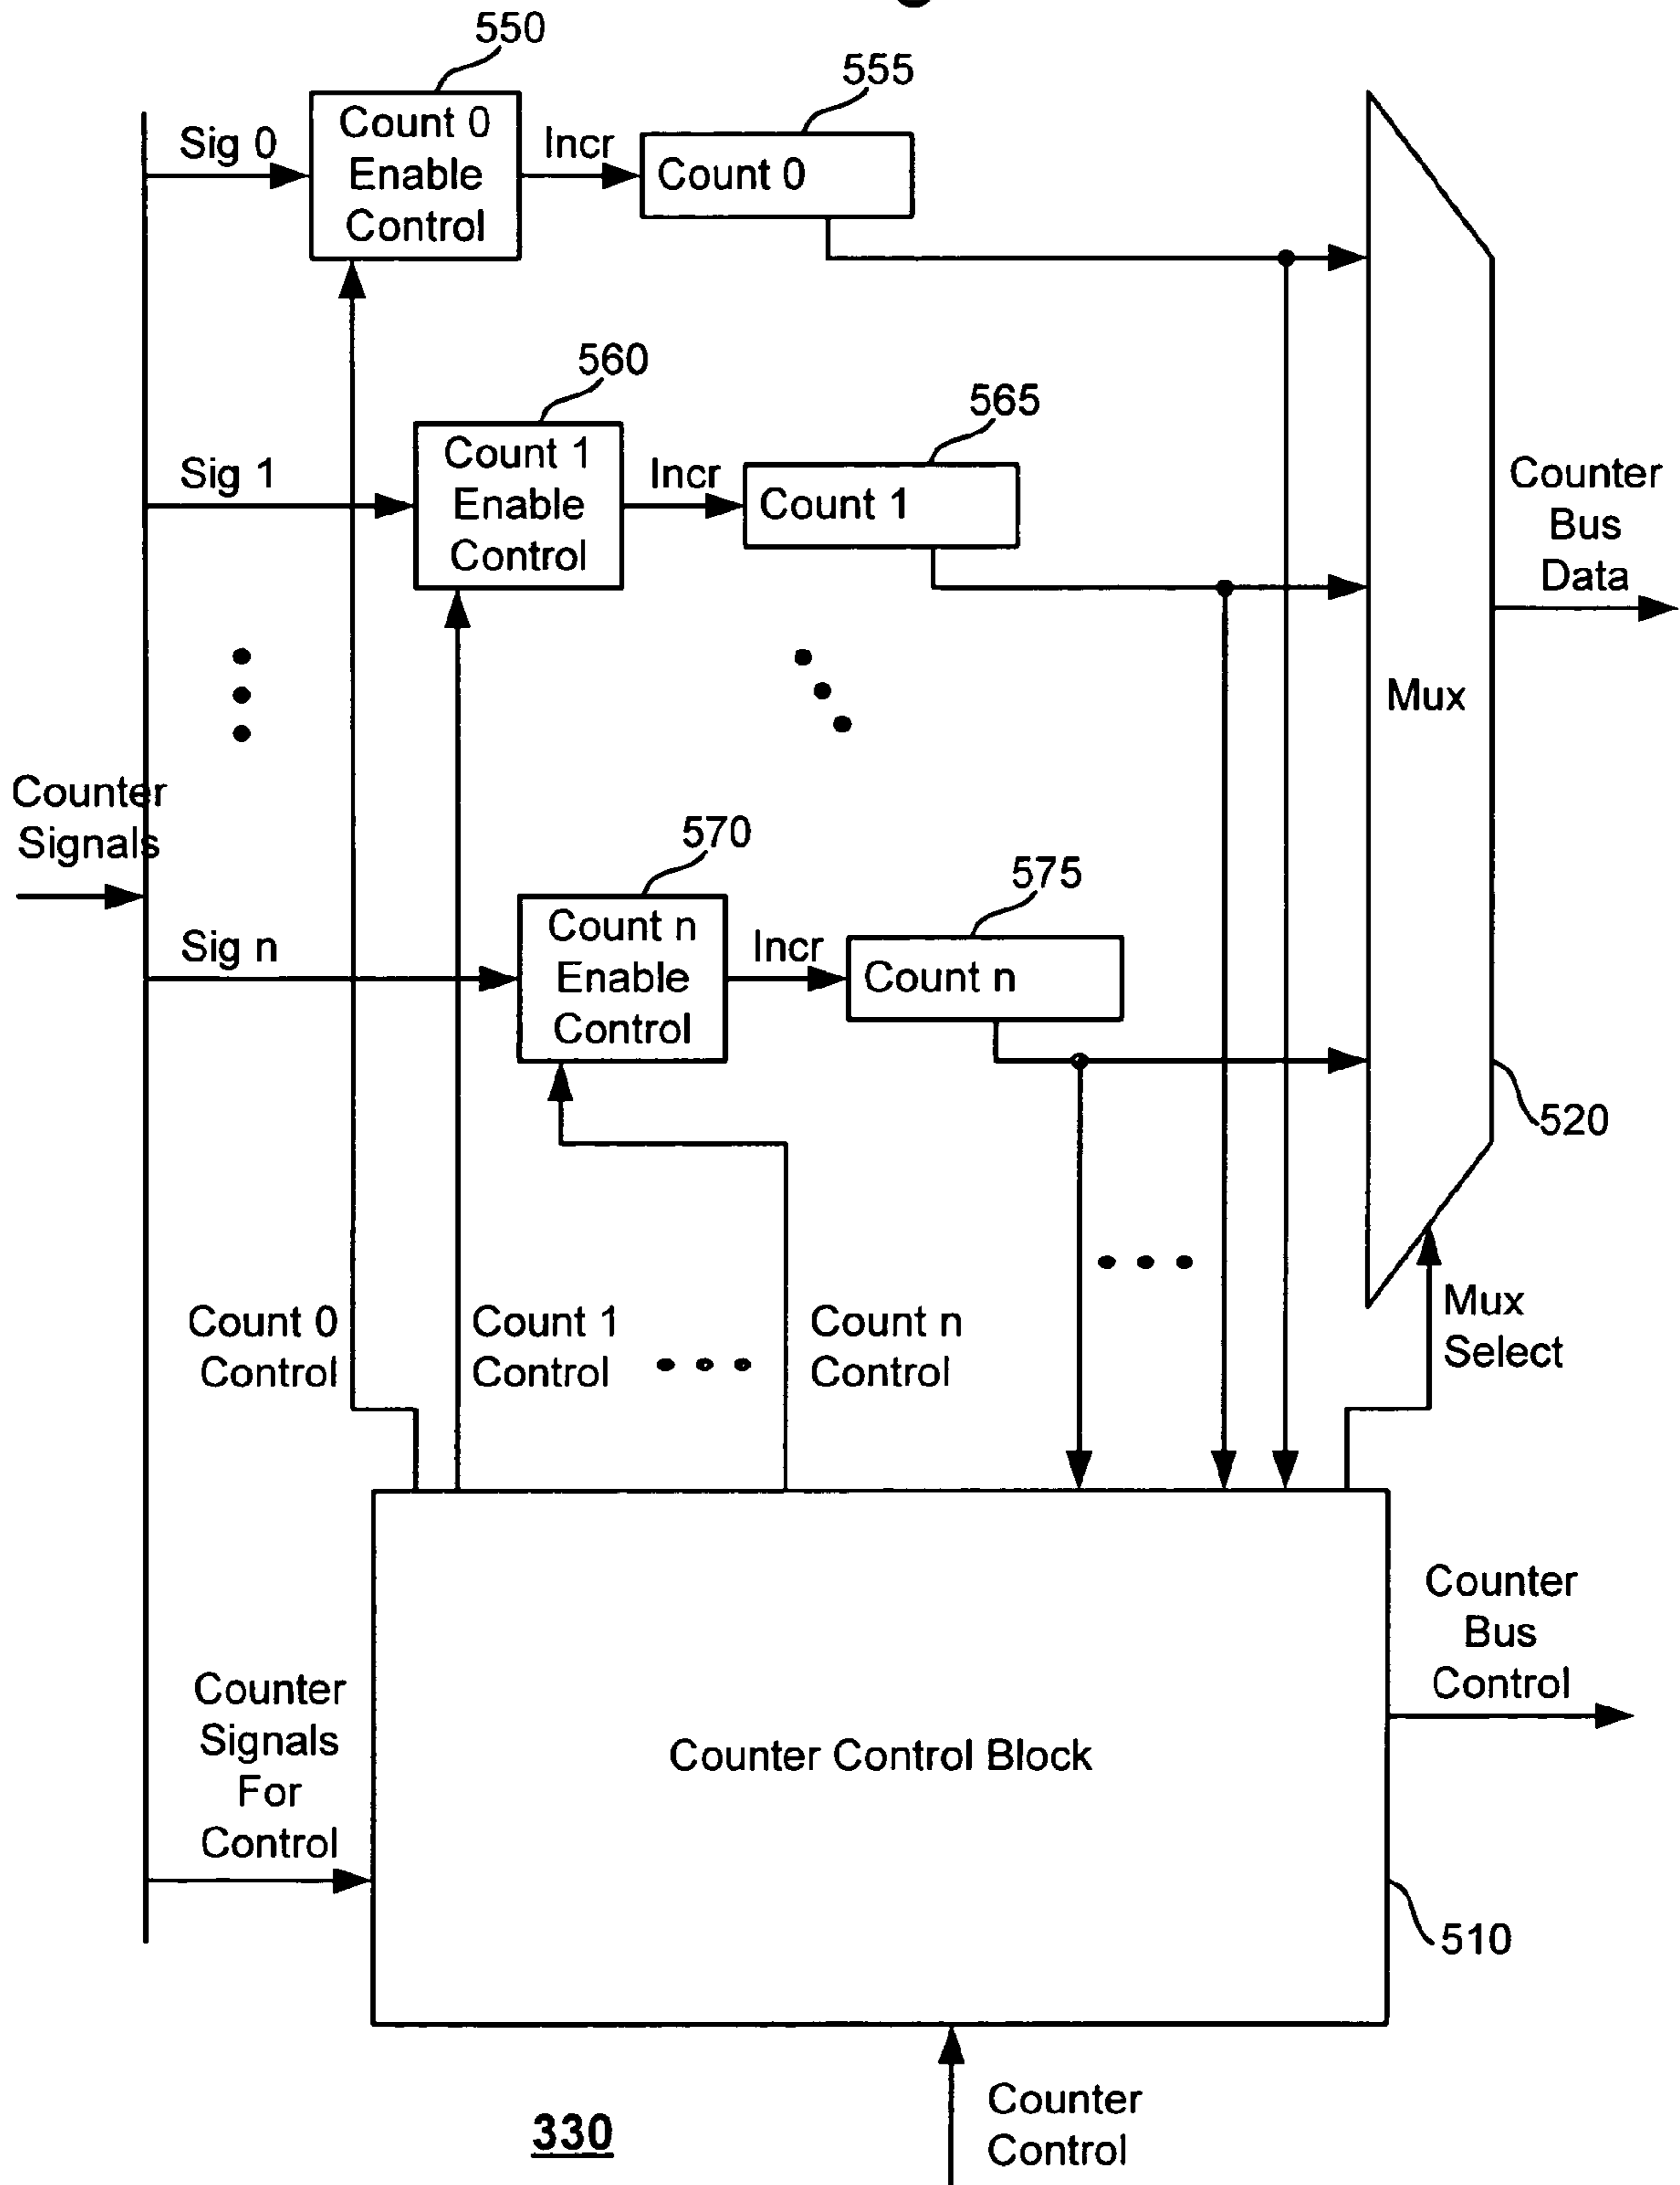 550
555
Sig 0
Count 0
Enable
Control
Incr
Count 0
560
565
Sig 1
Count 1
Enable
Control
Incr
Count 1
Counter
Bus
Data
Mux
Counter
Signals
570
575
Sig n
Count n
Enable
Control
Incr
Count n
520
Count 0
Control
Count 1
Control
Count n
Control
Mux
Select
Counter
Bus
Control
Counter
Signals
For
Control
Counter Control Block
510
330
Counter
Control